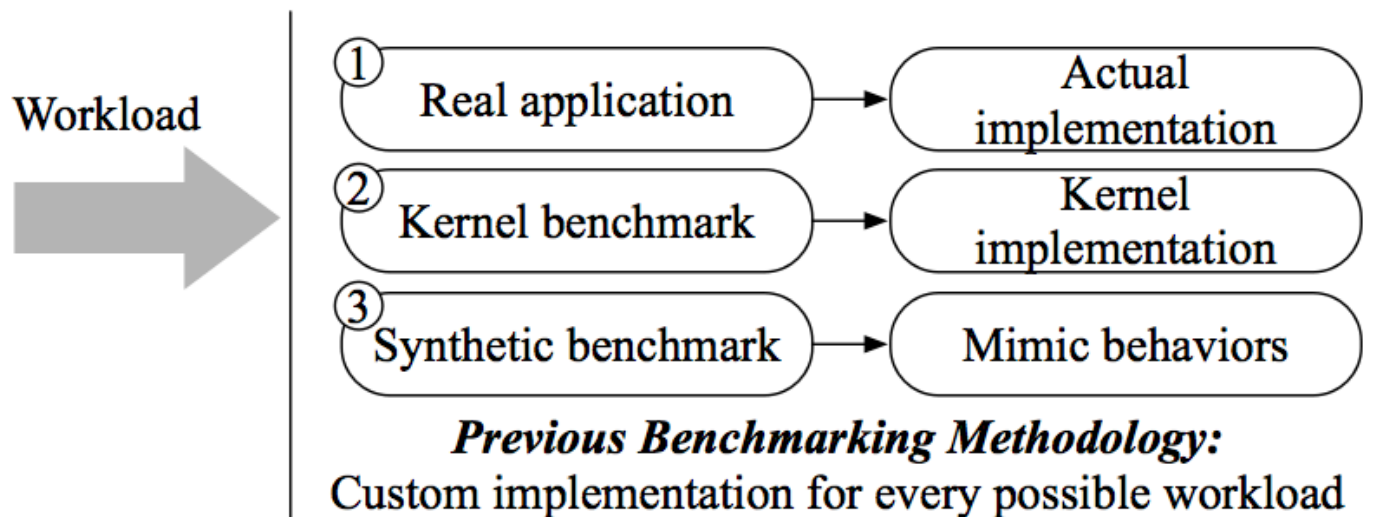 Workload
1
Real application
Actual
implementation
2
Kernel benchmark
Kernel
implementation
3
Synthetic benchmark
Mimic behaviors
Previous Benchmarking Methodology:
Custom implementation for every possible workload